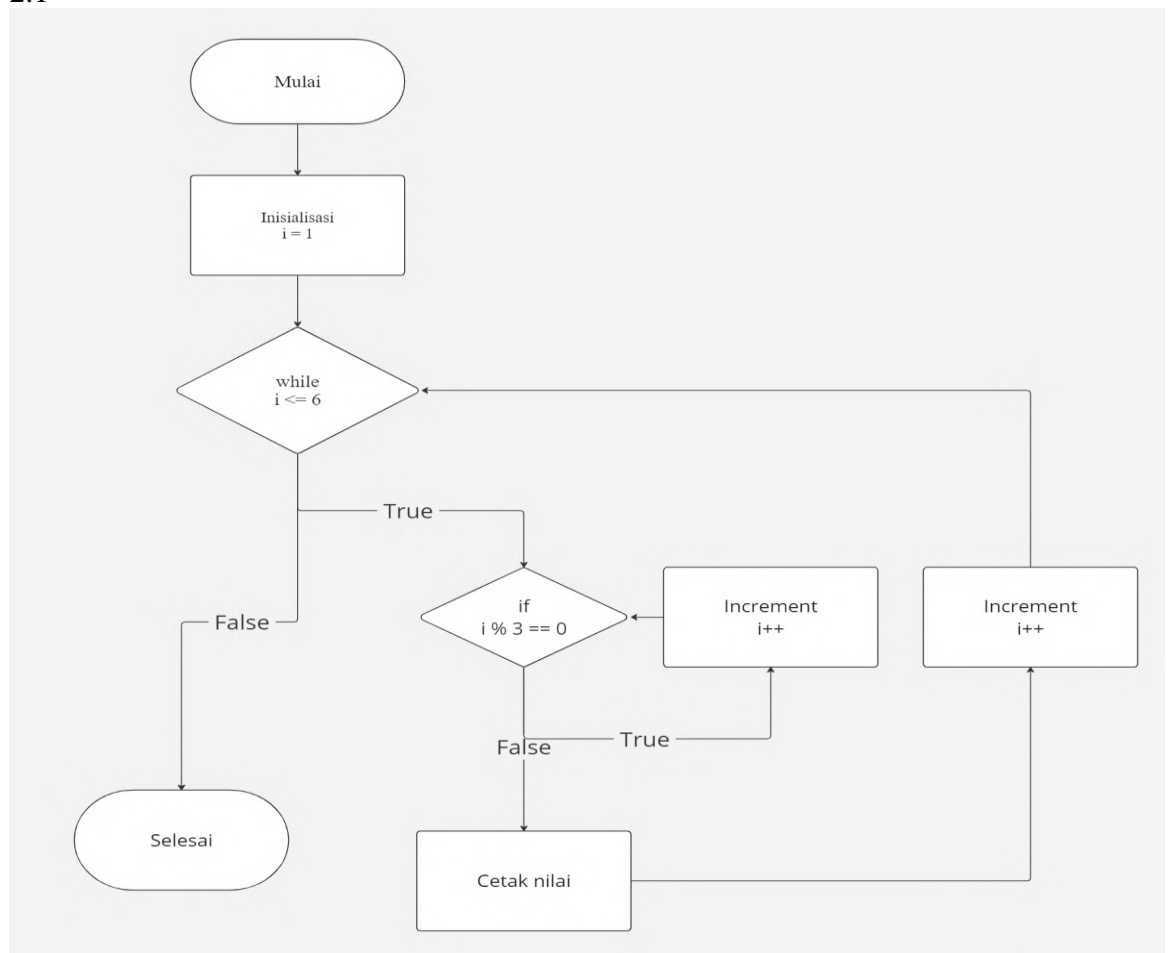 2.1
Mulai
Inisialisasi
i = 1
while
i <= 6
True
False
if
i % 3 == 0
Increment
i++
Increment
i++
False
True
Selesai
Cetak nilai